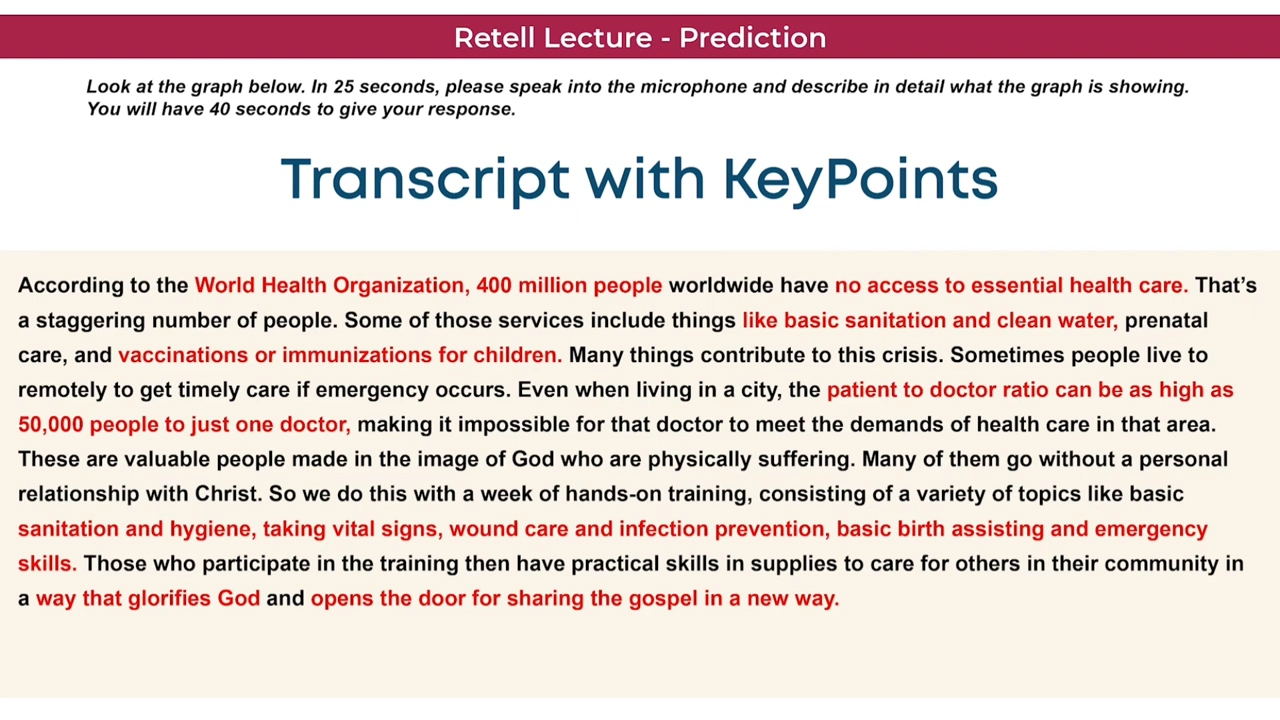 Retell Lecture - Prediction
Look at the graph below. In 25 seconds, please speak into the microphone and describe in detail what the graph is showing.
You will have 40 seconds to give your response.
Transcript with KeyPoints
According to the World Health Organization, 400 million people worldwide have no access to essential health care. That's
a staggering number of people. Some of those services include things like basic sanitation and clean water, prenatal
care, and vaccinations or immunizations for children. Many things contribute to this crisis. Sometimes people live to
remotely to get timely care if emergency occurs. Even when living in a city, the patient to doctor ratio can be as high as
50,000 people to just one doctor, making it impossible for that doctor to meet the demands of health care in that area.
These are valuable people made in the image of God who are physically suffering. Many of them go without a personal
relationship with Christ. So we do this with a week of hands-on training, consisting of a variety of topics like basic
sanitation and hygiene, taking vital signs, wound care and infection prevention, basic birth assisting and emergency
skills. Those who participate in the training then have practical skills in supplies to care for others in their community in
a way that glorifies God and opens the door for sharing the gospel in a new way.